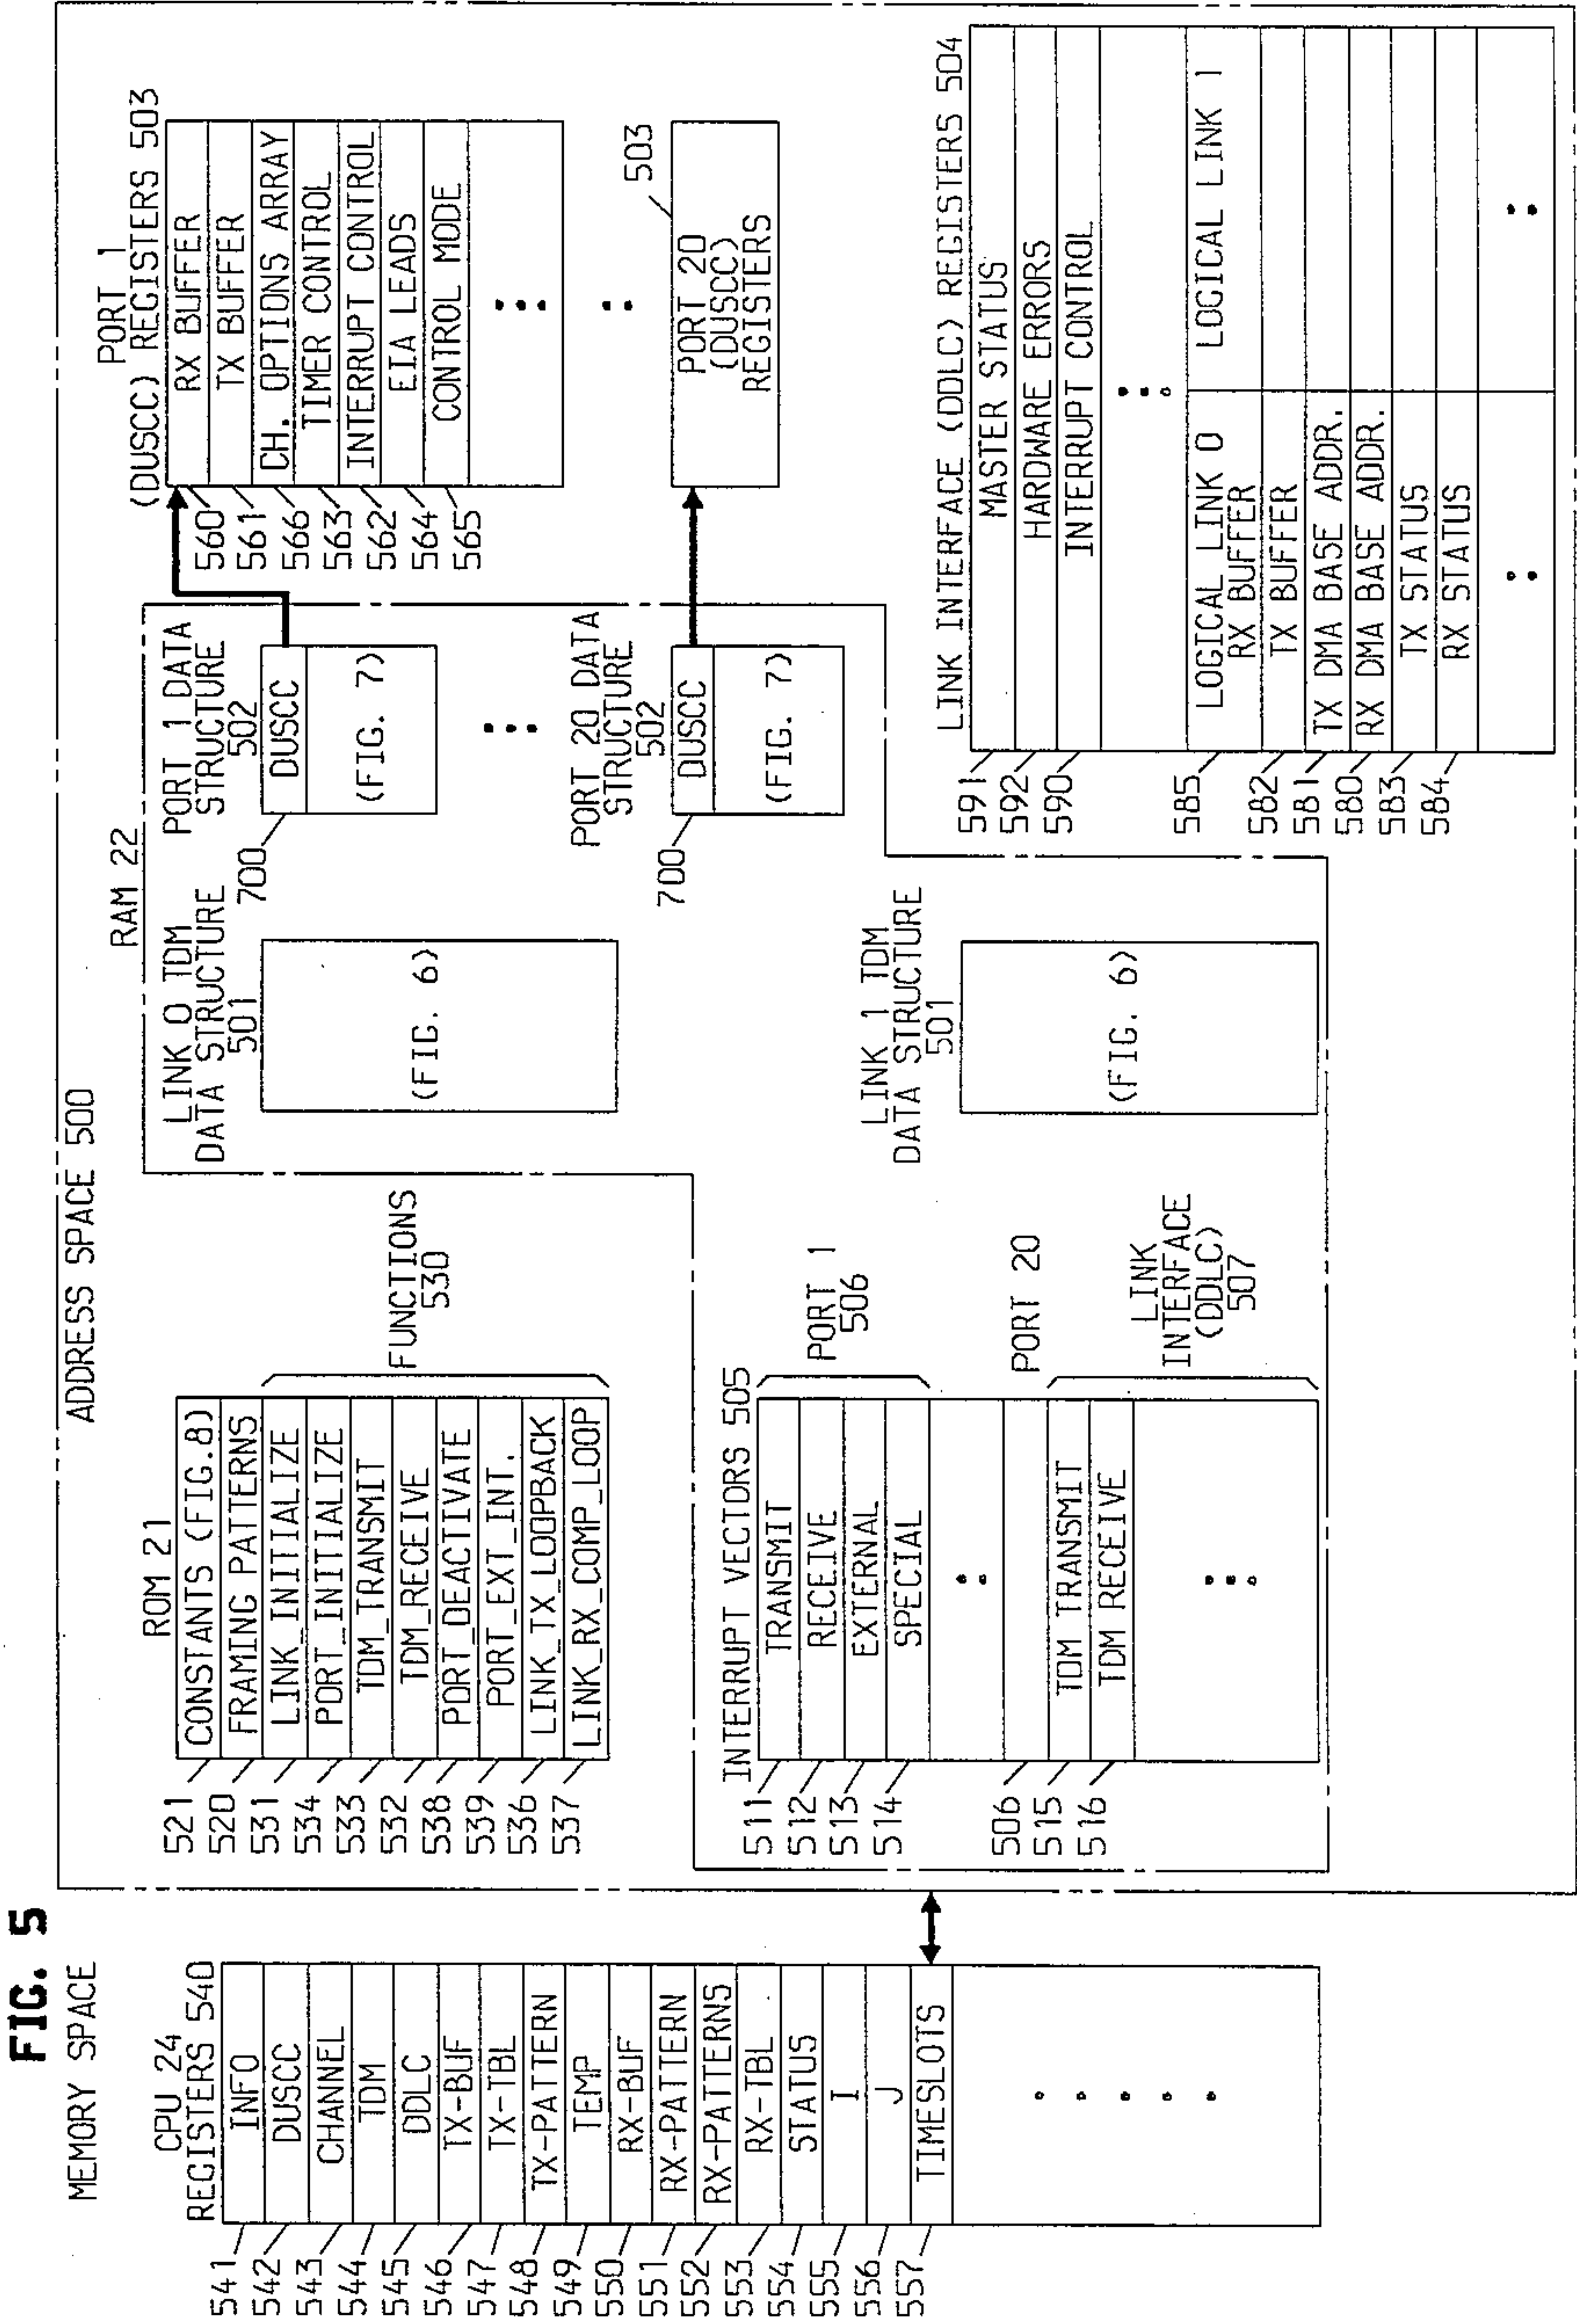 FIG. 5
MEMORY SPACE
CPU 24
REGISTERS 540
541 INFO
542 DUSCC
543 CHANNEL
544 TDM
545 DDLC
546 TX-BUF
547 TX-TBL
548 TX-PATTERN
549 TEMP
550 RX-BUF
551 RX-PATTERN
552 RX-PATTERNS
553 RX-TBL
554 STATUS
555 I
556 J
557 TIMESLOTS
ADDRESS SPACE 500
ROM 21
521 CONSTANTS (FIG.8)
520 FRAMING PATTERNS
531 LINK_INITIALIZE
534 PORT_INITIALIZE
533 TDM_TRANSMIT
532 TDM_RECEIVE
538 PORT_DEACTIVATE
539 PORT_EXT_INT.
536 LINK_TX_LOOPBACK
537 LINK_RX_COMP_LOOP
FUNCTIONS
530
INTERRUPT VECTORS 505
511 TRANSMIT
512 RECEIVE
513 EXTERNAL
514 SPECIAL
PORT 1
506
506
PORT 20
515 TDM TRANSMIT
516 TDM RECEIVE
LINK
INTERFACE
(DDLC)
507
RAM 22
LINK 0 TDM
DATA STRUCTURE
501
(FIG. 6)
LINK 1 TDM
DATA STRUCTURE
501
(FIG. 6)
PORT 1 DATA
STRUCTURE
502
700
DUSCC
(FIG. 7)
PORT 20 DATA
STRUCTURE
502
700
DUSCC
(FIG. 7)
PORT 1
(DUSCC) REGISTERS 503
560 RX BUFFER
561 TX BUFFER
566 CH. OPTIONS ARRAY
563 TIMER CONTROL
562 INTERRUPT CONTROL
564 EIA LEADS
565 CONTROL MODE
503
PORT 20
(DUSCC)
REGISTERS
LINK INTERFACE (DDLC) REGISTERS 504
591 MASTER STATUS
592 HARDWARE ERRORS
590 INTERRUPT CONTROL
LOGICAL LINK 0 LOGICAL LINK 1
585 RX BUFFER
582 TX BUFFER
581 TX DMA BASE ADDR.
580 RX DMA BASE ADDR.
583 TX STATUS
584 RX STATUS